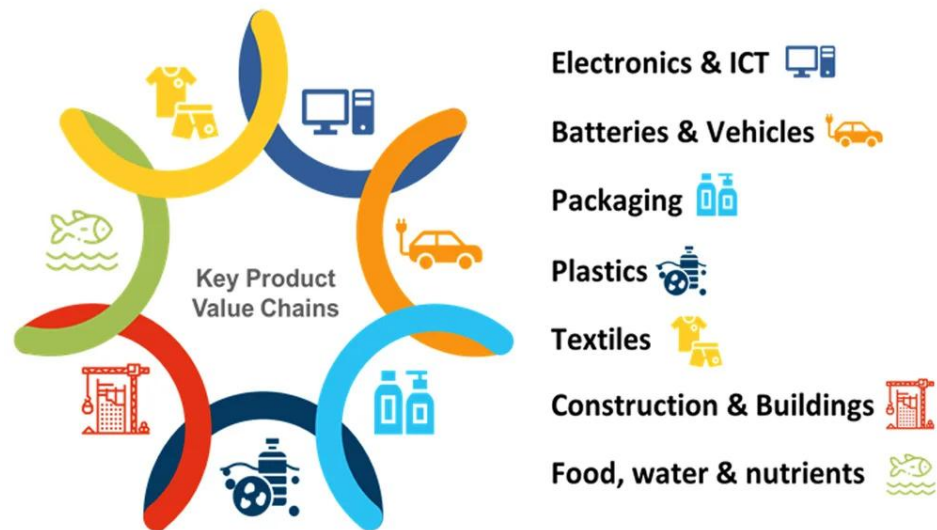 Key Product
Value Chains
Electronics & ICT
Batteries & Vehicles
Packaging
Plastics
Textiles
Construction & Buildings
Food, water & nutrients